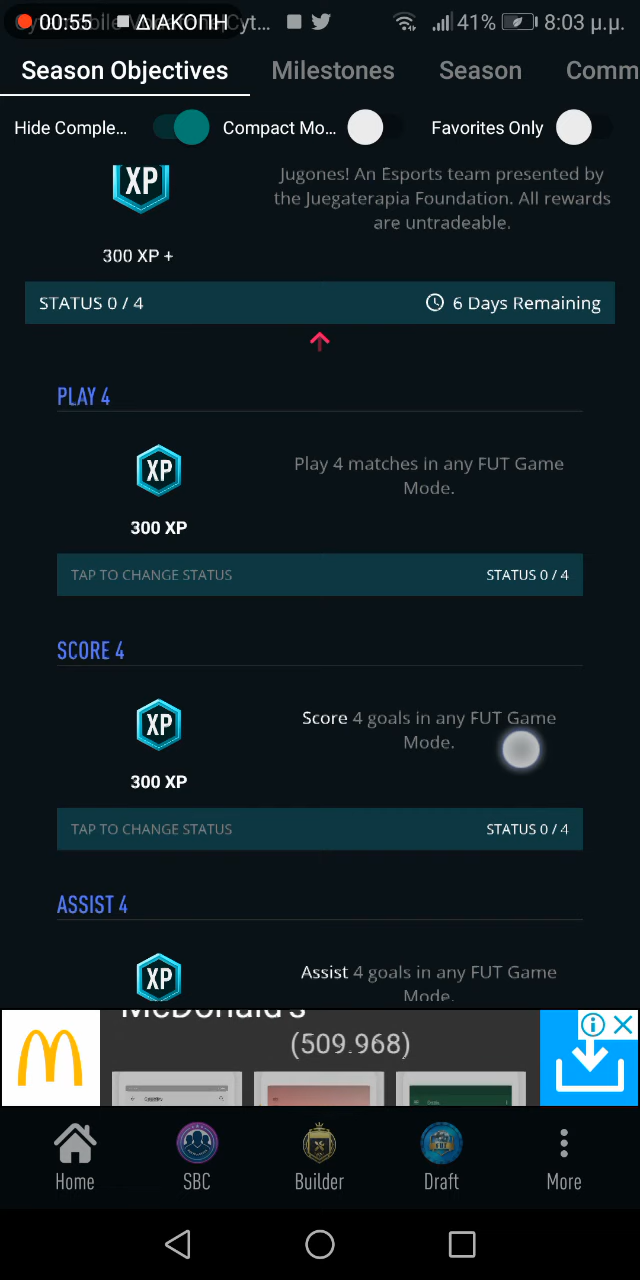 00:55 ΔΙΑΚΟΠΗ Cyt... 41% 8:03 μ.μ.
Season Objectives Milestones Season Comm
Hide Comple... Compact Mo... Favorites Only
XP
Jugones! An Esports team presented by
the Juegaterapia Foundation. All rewards
are untradeable.
300 XP +
STATUS 0 / 4 6 Days Remaining
PLAY 4
XP
Play 4 matches in any FUT Game
Mode.
300 XP
TAP TO CHANGE STATUS STATUS 0 / 4
SCORE 4
XP
Score 4 goals in any FUT Game
Mode.
300 XP
TAP TO CHANGE STATUS STATUS 0 / 4
ASSIST 4
XP
Assist 4 goals in any FUT Game
Mode.
McDonald's
(509.968)
Home SBC Builder Draft More